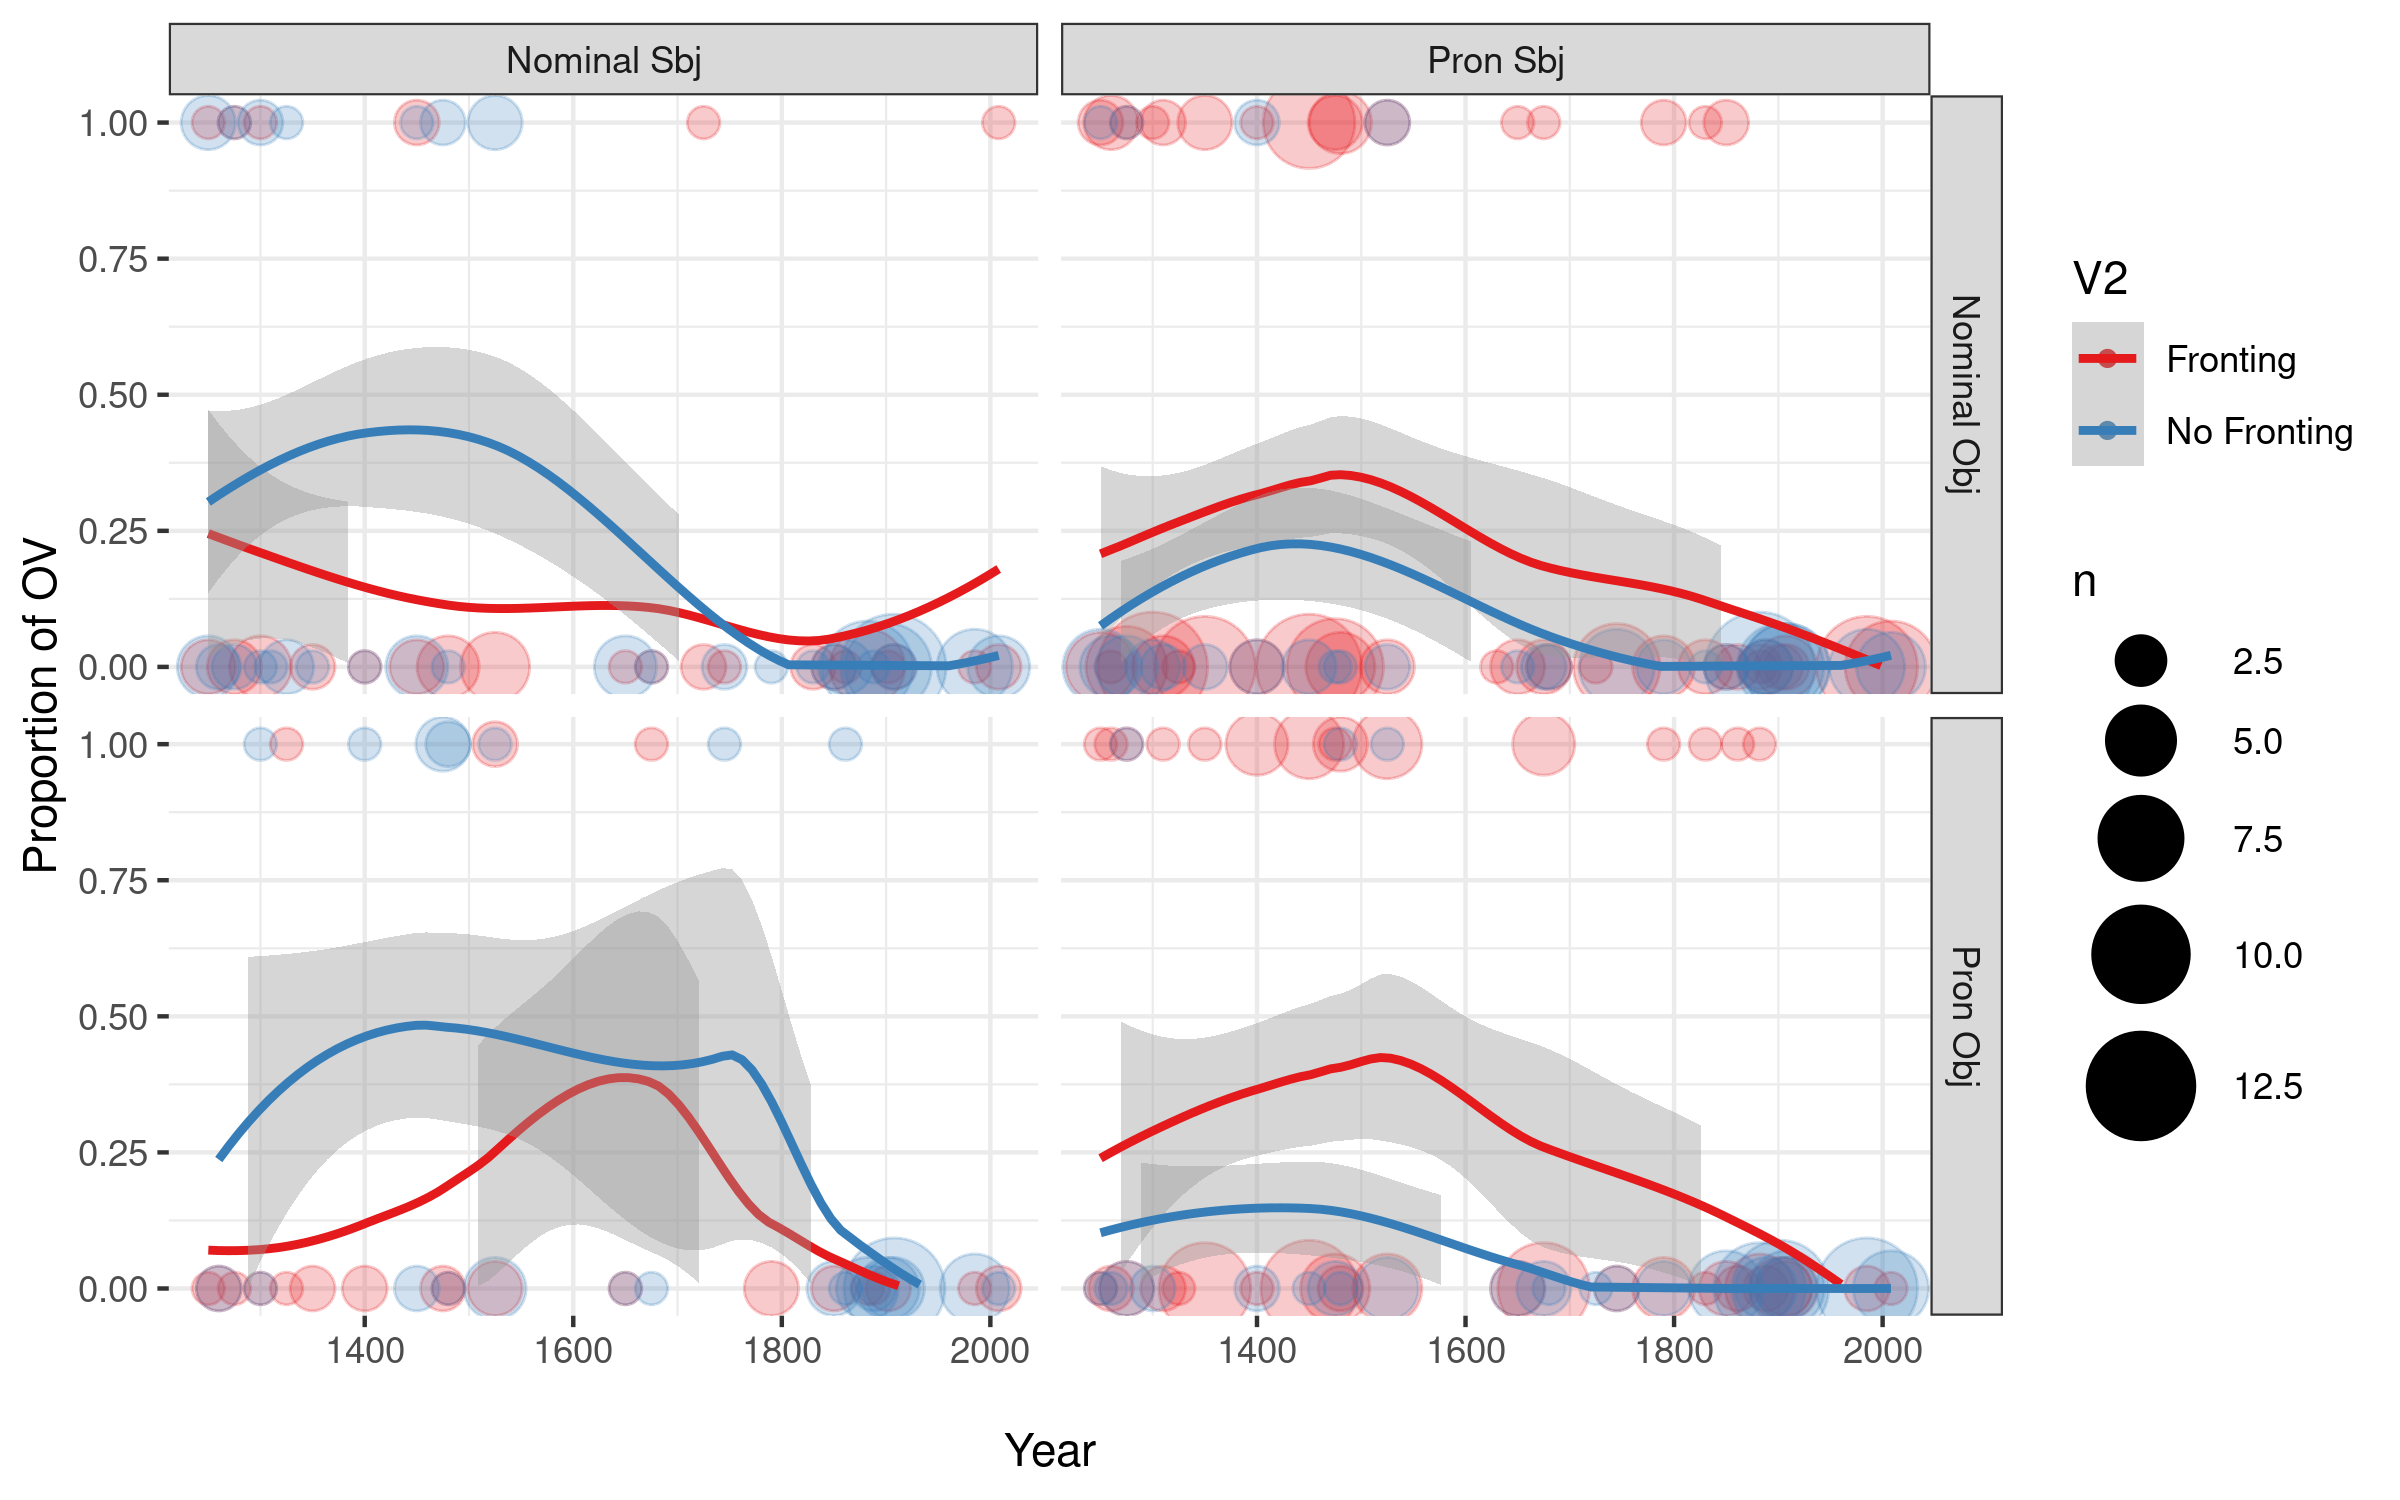 Nominal Sbj
Pron Sbj
Nominal Obj
Pron Obj
Proportion of OV
1.00
0.75
0.50
0.25
0.00
1.00
0.75
0.50
0.25
0.00
1400 1600 1800 2000
1400 1600 1800 2000
Year
V2
Fronting
No Fronting
n
2.5
5.0
7.5
10.0
12.5